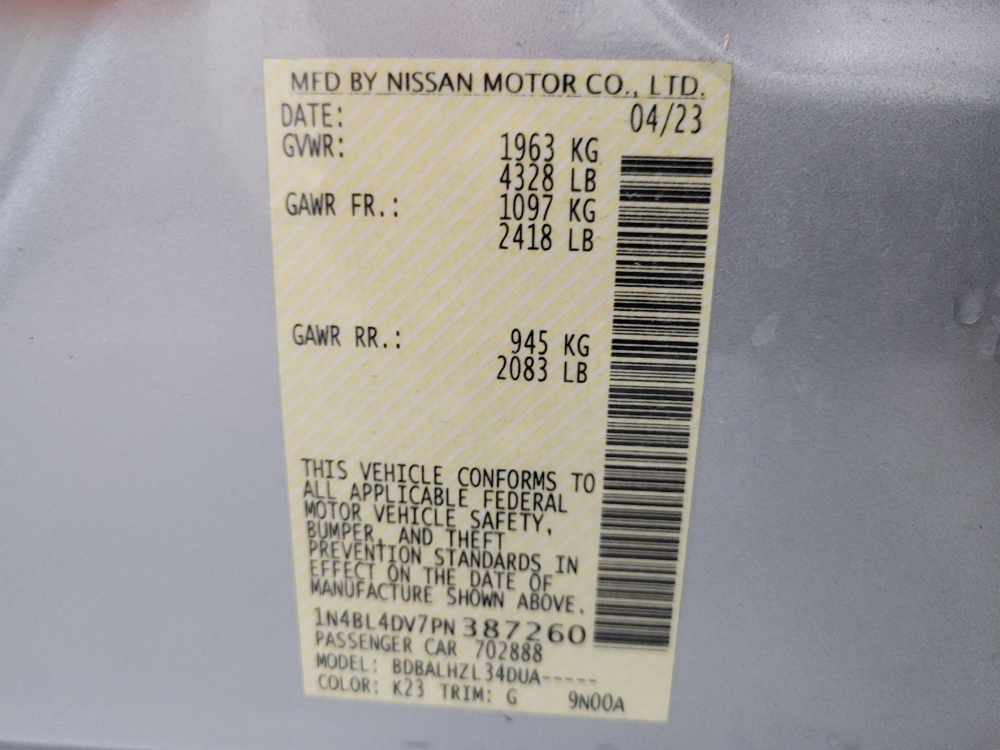 MFD BY NISSAN MOTOR CO., LTD.
DATE: 04/23
GVWR: 1963 KG
4328 LB
GAWR FR.: 1097 KG
2418 LB
GAWR RR.: 945 KG
2083 LB
THIS VEHICLE CONFORMS TO
ALL APPLICABLE FEDERAL
MOTOR VEHICLE SAFETY,
BUMPER, AND THEFT
PREVENTION STANDARDS IN
EFFECT ON THE DATE OF
MANUFACTURE SHOWN ABOVE.
1N4BL4DV7PN387260
PASSENGER CAR 702888
MODEL: BDBALHZL34DUA-----
COLOR: K23 TRIM: G 9N00A